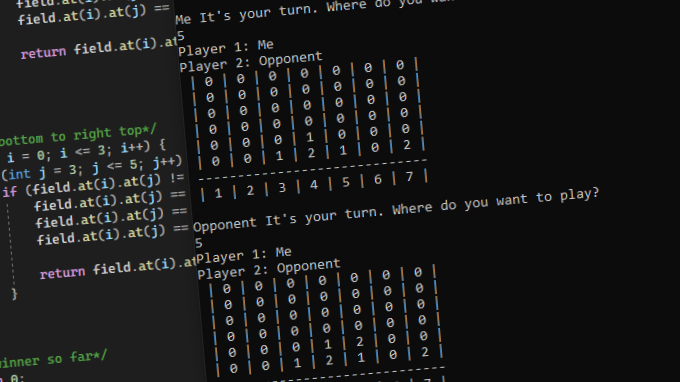 field.at(i).at(j) ==
return field.at(i).at
bottom to right top*/
i = 0; i <= 3; i++) {
(int j = 3; j <= 5; j++)
if (field.at(i).at(j) !=
field.at(i).at(j) ==
field.at(i).at(j) ==
field.at(i).at(j) ==
return field.at(i).at
}
winner so far*/
0;
Me It's your turn. Where do you
5
Player 1: Me
Player 2: Opponent
| 0 | 0 | 0 | 0 | 0 | 0 | 0 |
| 0 | 0 | 0 | 0 | 0 | 0 | 0 |
| 0 | 0 | 0 | 0 | 0 | 0 | 0 |
| 0 | 0 | 0 | 0 | 0 | 0 | 0 |
| 0 | 0 | 0 | 1 | 0 | 0 | 0 |
| 0 | 0 | 1 | 2 | 1 | 0 | 2 |
-----------------------------
| 1 | 2 | 3 | 4 | 5 | 6 | 7 |
Opponent It's your turn. Where do you want to play?
5
Player 1: Me
Player 2: Opponent
| 0 | 0 | 0 | 0 | 0 | 0 | 0 |
| 0 | 0 | 0 | 0 | 0 | 0 | 0 |
| 0 | 0 | 0 | 0 | 0 | 0 | 0 |
| 0 | 0 | 0 | 0 | 0 | 0 | 0 |
| 0 | 0 | 0 | 1 | 2 | 0 | 0 |
| 0 | 0 | 1 | 2 | 1 | 0 | 2 |
-----------------------------